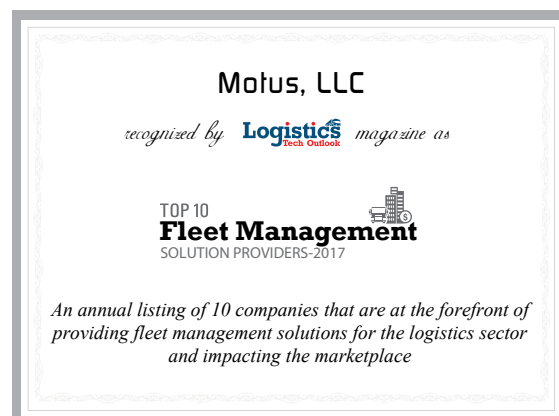 Motus, LLC
recognized by Logistics Tech Outlook magazine as
TOP 10
Fleet Management
SOLUTION PROVIDERS-2017
An annual listing of 10 companies that are at the forefront of
providing fleet management solutions for the logistics sector
and impacting the marketplace